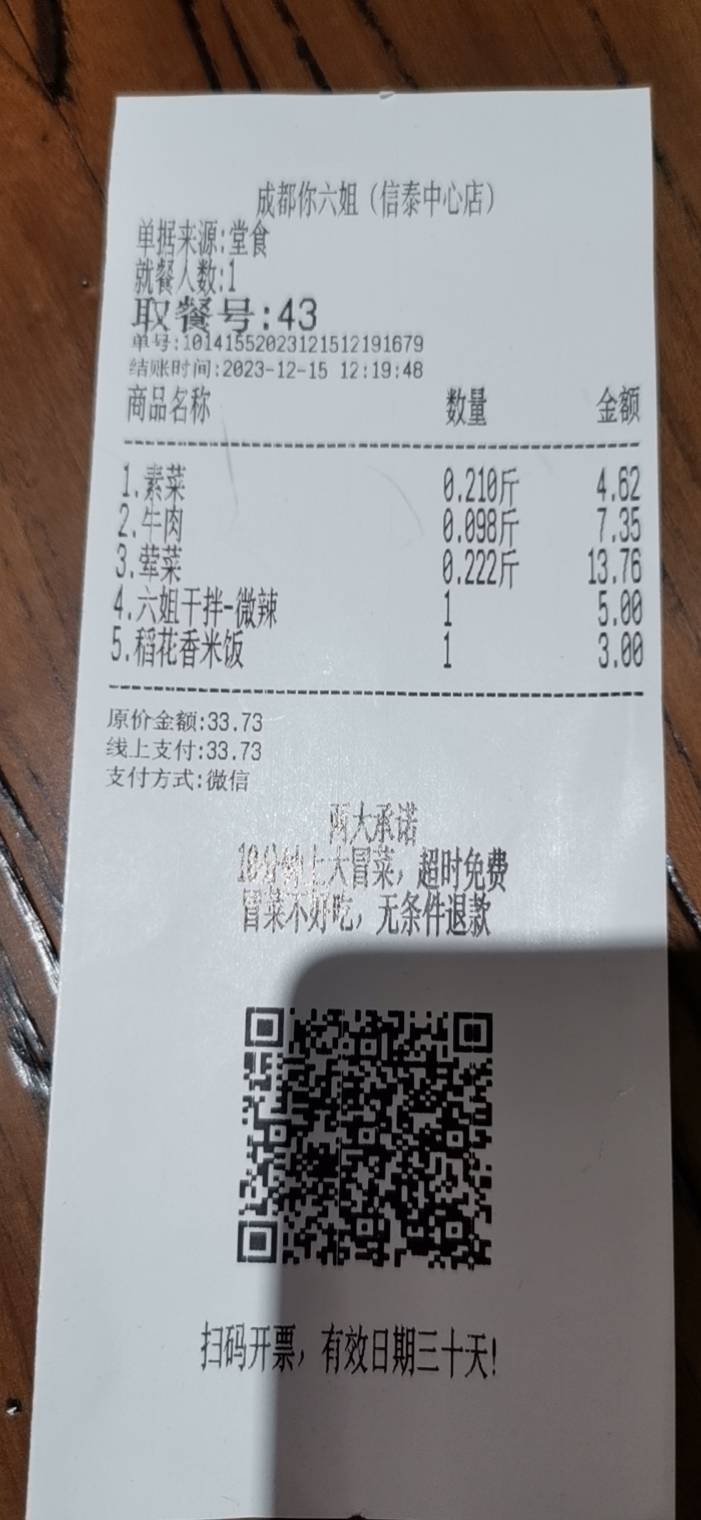 成都你六姐（信泰中心店）
单据来源:堂食
就餐人数:1
取餐号:43
单号:10141552023121512191679
结账时间:2023-12-15 12:19:48
商品名称 数量 金额
1.素菜 0.210斤 4.62
2.牛肉 0.098斤 7.35
3.荤菜 0.222斤 13.76
4.六姐干拌-微辣 1 5.00
5.稻花香米饭 1 3.00
原价金额:33.73
线上支付:33.73
支付方式:微信
两大承诺
10分钟上大冒菜，超时免费
冒菜不好吃，无条件退款
扫码开票，有效日期三十天!